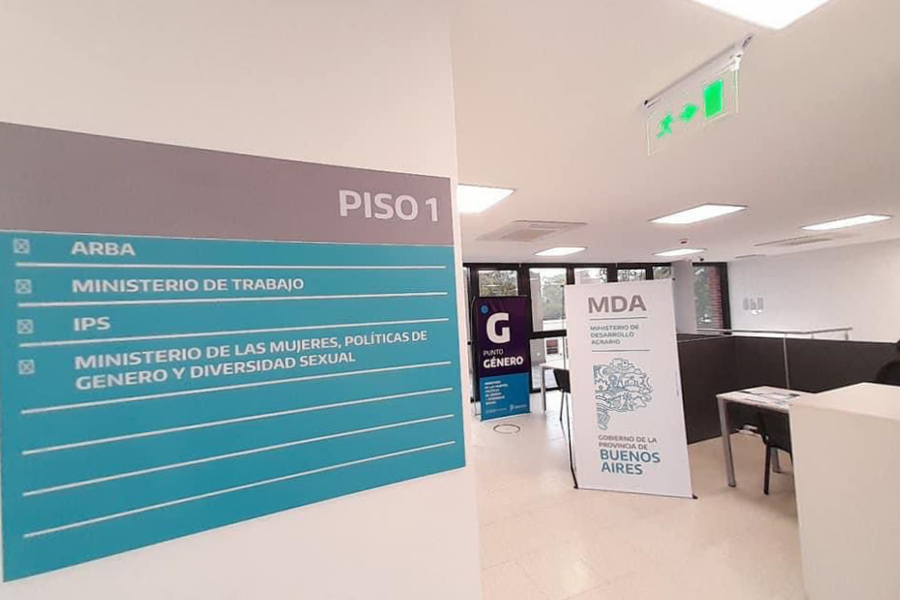 PISO 1
ARBA
MINISTERIO DE TRABAJO
IPS
MINISTERIO DE LAS MUJERES, POLÍTICAS DE
GENERO Y DIVERSIDAD SEXUAL
G
PUNTO
GÉNERO
MDA
MINISTERIO DE
DESARROLLO
AGRARIO
GOBIERNO DE LA
PROVINCIA DE
BUENOS
AIRES